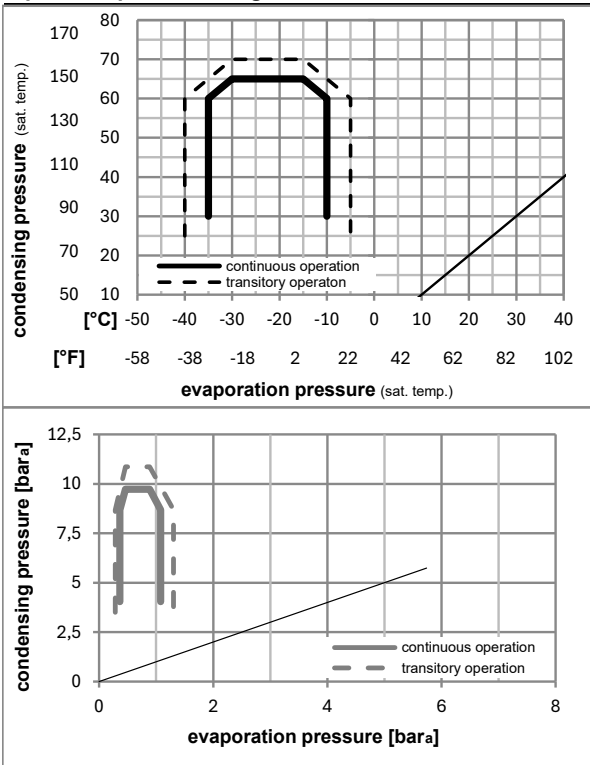 condensing pressure (sat. temp.)
170
150
130
110
90
70
50
80
70
60
50
40
30
20
10
continuous operation
transitory operaton
[°C] -50 -40 -30 -20 -10 0 10 20 30 40
[°F] -58 -38 -18 2 22 42 62 82 102
evaporation pressure (sat. temp.)
condensing pressure [bara]
12,5
10
7,5
5
2,5
0
continuous operation
transitory operation
0 2 4 6 8
evaporation pressure [bara]